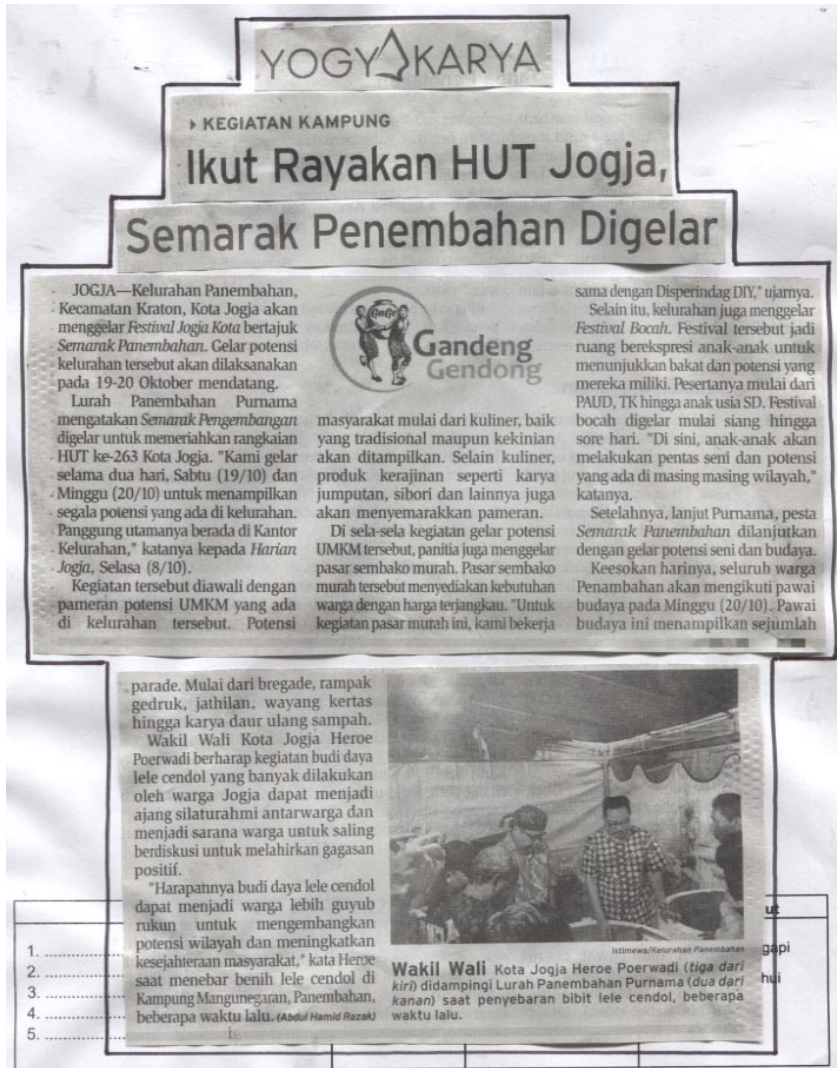 YOGYAKARYA
KEGIATAN KAMPUNG
Ikut Rayakan HUT Jogja,
Semarak Penembahan Digelar
JOGJA—Kelurahan Panembahan,
Kecamatan Kraton, Kota Jogja akan
menggelar Festival Jogja Kota bertajuk
Semarak Panembahan. Gelar potensi
kelurahan tersebut akan dilaksanakan
pada 19-20 Oktober mendatang.
Lurah Panembahan Purnama
mengatakan Semarak Pengembangan
digelar untuk memeriahkan rangkaian
HUT ke-263 Kota Jogja. "Kami gelar
selama dua hari, Sabtu (19/10) dan
Minggu (20/10) untuk menampilkan
segala potensi yang ada di kelurahan.
Panggung utamanya berada di Kantor
Kelurahan," katanya kepada Harian
Jogja, Selasa (8/10).
Kegiatan tersebut diawali dengan
pameran potensi UMKM yang ada
di kelurahan tersebut. Potensi
GaGe
Gandeng
Gendong
masyarakat mulai dari kuliner, baik
yang tradisional maupun kekinian
akan ditampilkan. Selain kuliner,
produk kerajinan seperti karya
jumputan, sibori dan lainnya juga
akan menyemarakkan pameran.
Di sela-sela kegiatan gelar potensi
UMKM tersebut, panitia juga menggelar
pasar sembako murah. Pasar sembako
murah tersebut menyediakan kebutuhan
warga dengan harga terjangkau. "Untuk
kegiatan pasar murah ini, kami bekerja
sama dengan Disperindag DIY," ujarnya.
Selain itu, kelurahan juga menggelar
Festival Bocah. Festival tersebut jadi
ruang berekspresi anak-anak untuk
menunjukkan bakat dan potensi yang
mereka miliki. Pesertanya mulai dari
PAUD, TK hingga anak usia SD. Festival
bocah digelar mulai siang hingga
sore hari. "Di sini, anak-anak akan
melakukan pentas seni dan potensi
yang ada di masing masing wilayah,"
katanya.
Setelahnya, lanjut Purnama, pesta
Semarak Panembahan dilanjutkan
dengan gelar potensi seni dan budaya.
Keesokan harinya, seluruh warga
Penambahan akan mengikuti pawai
budaya pada Minggu (20/10). Pawai
budaya ini menampilkan sejumlah
parade. Mulai dari bregade, rampak
gedruk, jathilan, wayang kertas
hingga karya daur ulang sampah.
Wakil Wali Kota Jogja Heroe
Poerwadi berharap kegiatan budi daya
lele cendol yang banyak dilakukan
oleh warga Jogja dapat menjadi
ajang silaturahmi antarwarga dan
menjadi sarana warga untuk saling
berdiskusi untuk melahirkan gagasan
positif.
"Harapannya budi daya lele cendol
dapat menjadi warga lebih guyub
rukun untuk mengembangkan
potensi wilayah dan meningkatkan
kesejahteraan masyarakat," kata Heroe
saat menebar benih lele cendol di
Kampung Mangunegaran, Panembahan,
beberapa waktu lalu. (Abdul Hamid Razak)
Istimewa/Kelurahan Panembahan
Wakil Wali Kota Jogja Heroe Poerwadi (tiga dari
kiri) didampingi Lurah Panembahan Purnama (dua dari
kanan) saat penyebaran bibit lele cendol, beberapa
waktu lalu.
1.
2.
3.
4.
5.
ut
gapi
hui